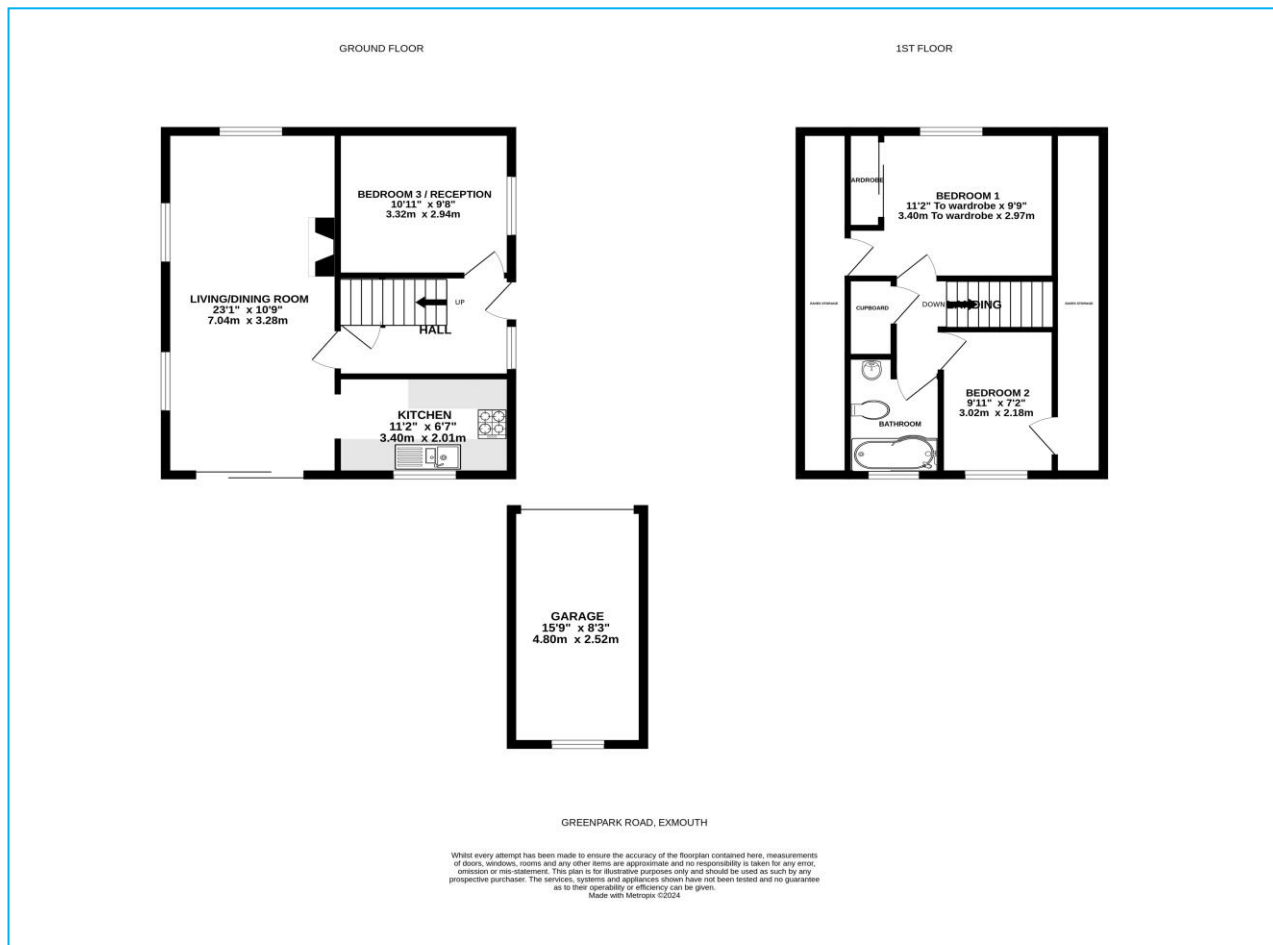 GROUND FLOOR
1ST FLOOR
BEDROOM 3 / RECEPTION
10'11" x 9'8"
3.32m x 2.94m
LIVING/DINING ROOM
23'1" x 10'9"
7.04m x 3.28m
UP
HALL
KITCHEN
11'2" x 6'7"
3.40m x 2.01m
ARDROBE
BEDROOM 1
11'2" To wardrobe x 9'9"
3.40m To wardrobe x 2.97m
EAVES STORAGE
CUPBOARD
DOWN
LANDING
EAVES STORAGE
BEDROOM 2
9'11" x 7'2"
3.02m x 2.18m
BATHROOM
GARAGE
15'9" x 8'3"
4.80m x 2.52m
GREENPARK ROAD, EXMOUTH
Whilst every attempt has been made to ensure the accuracy of the floorplan contained here, measurements
of doors, windows, rooms and any other items are approximate and no responsibility is taken for any error,
omission or mis-statement. This plan is for illustrative purposes only and should be used as such by any
prospective purchaser. The services, systems and appliances shown have not been tested and no guarantee
as to their operability or efficiency can be given.
Made with Metropix ©2024